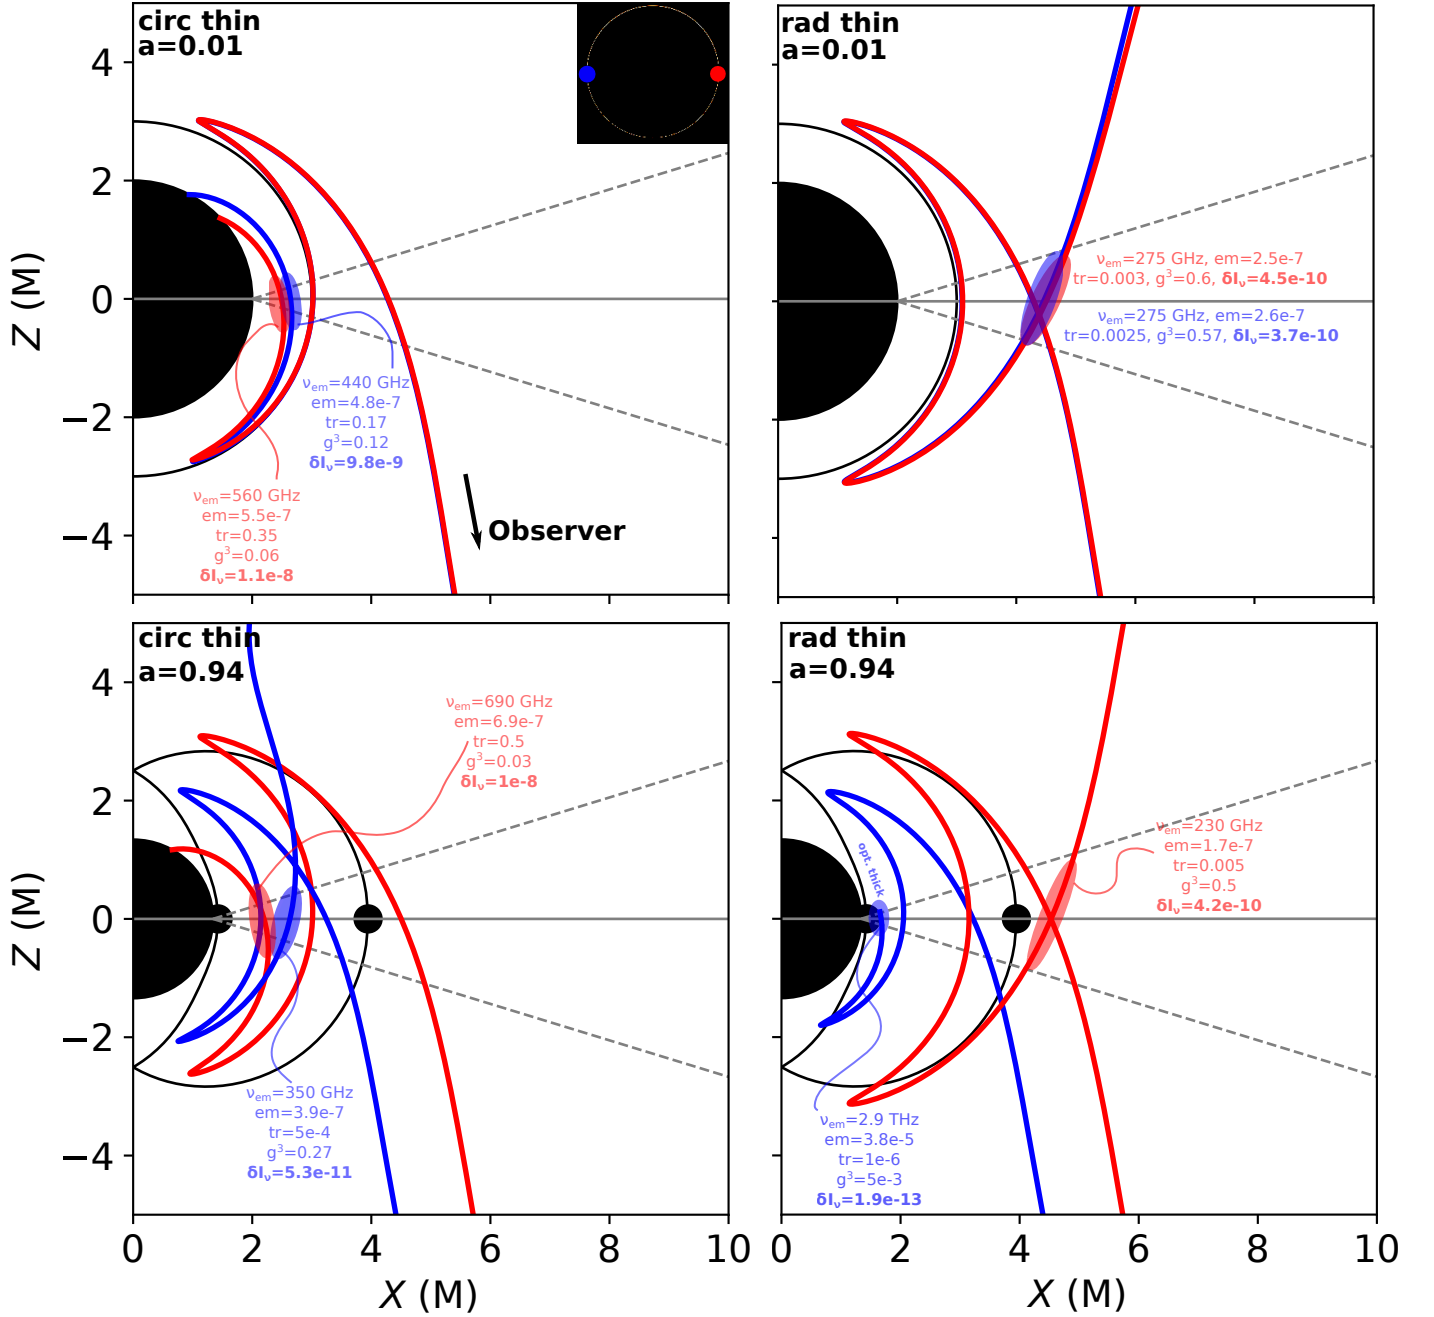 circ thin
a=0.01
rad thin
a=0.01
4
2
0
−2
−4
Z (M)
ν_em=440 GHz
em=4.8e-7
tr=0.17
g³=0.12
δI_ν=9.8e-9
ν_em=560 GHz
em=5.5e-7
tr=0.35
g³=0.06
δI_ν=1.1e-8
Observer
ν_em=275 GHz, em=2.5e-7
tr=0.003, g³=0.6, δI_ν=4.5e-10
ν_em=275 GHz, em=2.6e-7
tr=0.0025, g³=0.57, δI_ν=3.7e-10
circ thin
a=0.94
4
2
0
−2
−4
Z (M)
ν_em=690 GHz
em=6.9e-7
tr=0.5
g³=0.03
δI_ν=1e-8
ν_em=350 GHz
em=3.9e-7
tr=5e-4
g³=0.27
δI_ν=5.3e-11
0 2 4 6 8 10
X (M)
rad thin
a=0.94
opt. thick
ν_em=230 GHz
em=1.7e-7
tr=0.005
g³=0.5
δI_ν=4.2e-10
ν_em=2.9 THz
em=3.8e-5
tr=1e-6
g³=5e-3
δI_ν=1.9e-13
0 2 4 6 8 10
X (M)